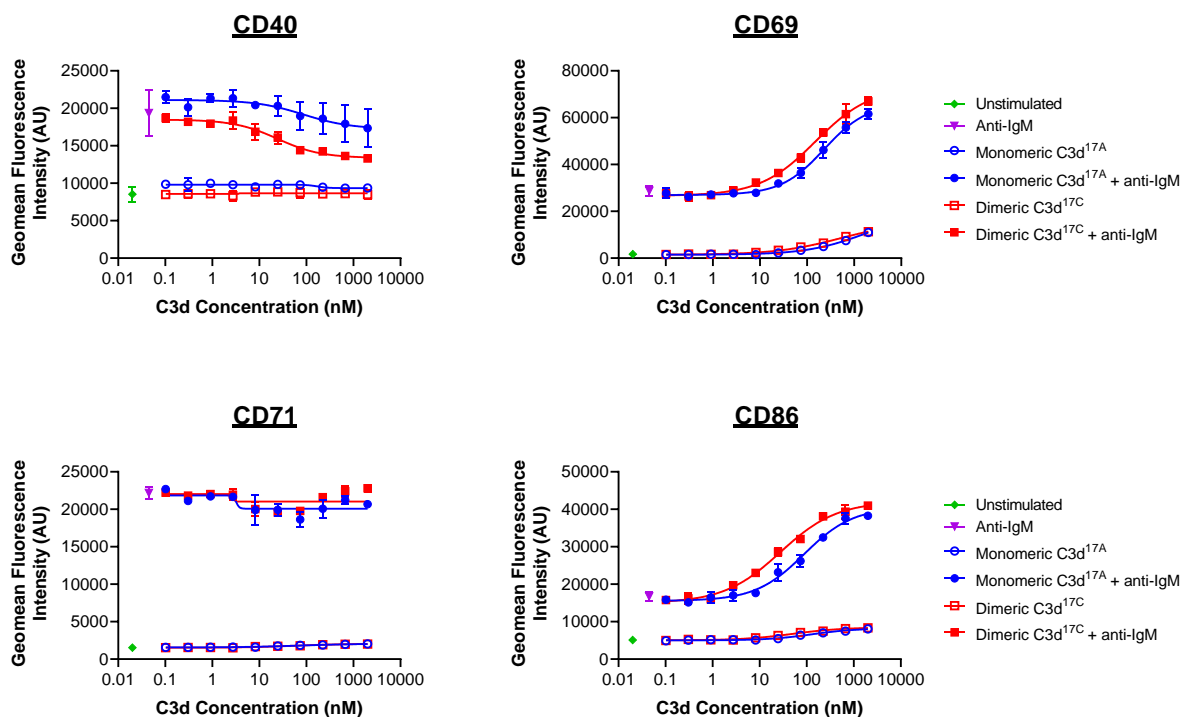 CD40
Geomean Fluorescence
Intensity (AU)
25000
20000
15000
10000
5000
0
0.01 0.1 1 10 100 1000 10000
C3d Concentration (nM)
CD69
Geomean Fluorescence
Intensity (AU)
80000
60000
40000
20000
0
0.01 0.1 1 10 100 1000 10000
C3d Concentration (nM)
Unstimulated
Anti-IgM
Monomeric C3d17A
Monomeric C3d17A + anti-IgM
Dimeric C3d17C
Dimeric C3d17C + anti-IgM
CD71
Geomean Fluorescence
Intensity (AU)
25000
20000
15000
10000
5000
0
0.01 0.1 1 10 100 1000 10000
C3d Concentration (nM)
CD86
Geomean Fluorescence
Intensity (AU)
50000
40000
30000
20000
10000
0
0.01 0.1 1 10 100 1000 10000
C3d Concentration (nM)
Unstimulated
Anti-IgM
Monomeric C3d17A
Monomeric C3d17A + anti-IgM
Dimeric C3d17C
Dimeric C3d17C + anti-IgM